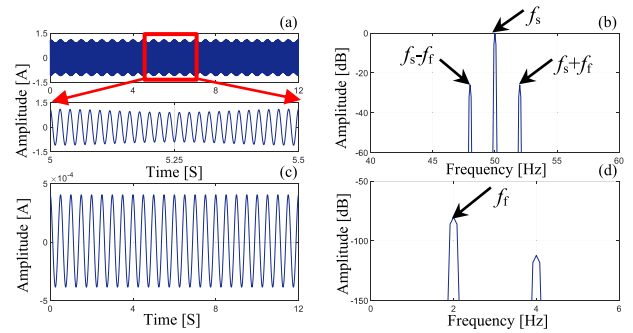 (a)
1.5
0
-1.5
0 4 8 12
Amplitude [A]
1.5
0
-1.5
5 5.25 5.5
Time [S]
(b)
0
-20
-40
-60
40 50 60
Amplitude [dB]
Frequency [Hz]
fs
fs-ff
fs+ff
(c)
×10⁻⁴
5
0
-5
0 4 8 12
Amplitude [A]
Time [S]
(d)
-50
-100
-150
0 2 4 6
Amplitude [dB]
Frequency [Hz]
ff